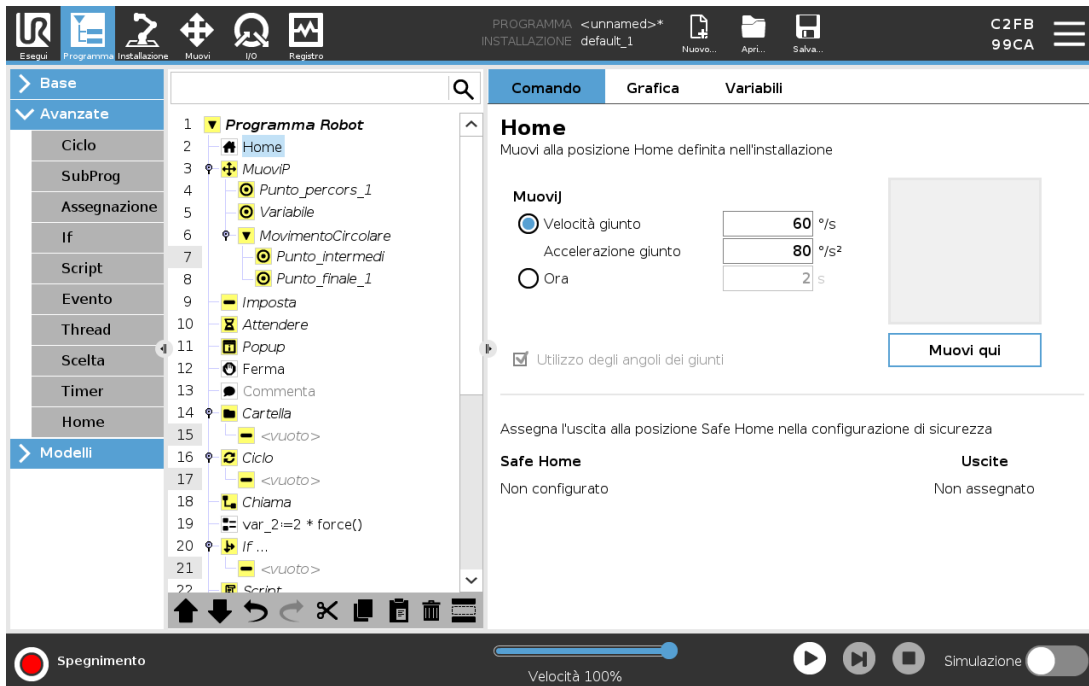 PROGRAMMA <unnamed>*
INSTALLAZIONE default_1
C2FB
99CA
Esegui
Programma
Installazione
Muovi
I/O
Registro
Nuovo...
Apri...
Salva...
Base
Avanzate
Ciclo
SubProg
Assegnazione
If
Script
Evento
Thread
Scelta
Timer
Home
Modelli
1 Programma Robot
2 Home
3 MuoviP
4 Punto_percors_1
5 Variabile
6 MovimentoCircolare
7 Punto_intermedi
8 Punto_finale_1
9 Imposta
10 Attendere
11 Popup
12 Ferma
13 Commenta
14 Cartella
15 <vuoto>
16 Ciclo
17 <vuoto>
18 Chiama
19 var_2:=2 * force()
20 If ...
21 <vuoto>
22 Script
Comando Grafica Variabili
Home
Muovi alla posizione Home definita nell'installazione
MuoviJ
Velocità giunto 60 °/s
Accelerazione giunto 80 °/s²
Ora 2 s
Muovi qui
Utilizzo degli angoli dei giunti
Assegna l'uscita alla posizione Safe Home nella configurazione di sicurezza
Safe Home Uscite
Non configurato Non assegnato
Spegnimento
Velocità 100%
Simulazione